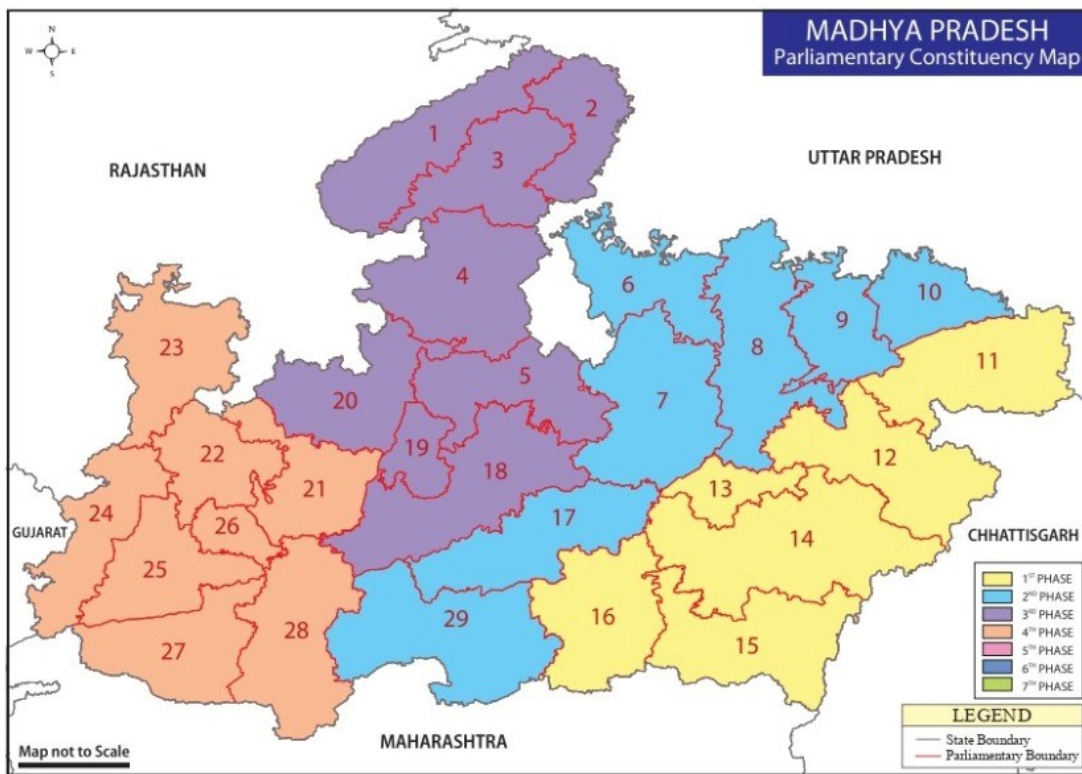 MADHYA PRADESH
Parliamentary Constituency Map
N
W
E
S
RAJASTHAN
UTTAR PRADESH
1
2
3
4
5
6
7
8
9
10
11
12
13
14
15
16
17
18
19
20
21
22
23
24
25
26
27
28
29
GUJARAT
CHHATTISGARH
MAHARASHTRA
1ST PHASE
2ND PHASE
3RD PHASE
4TH PHASE
5TH PHASE
6TH PHASE
7TH PHASE
LEGEND
State Boundary
Parliamentary Boundary
Map not to Scale